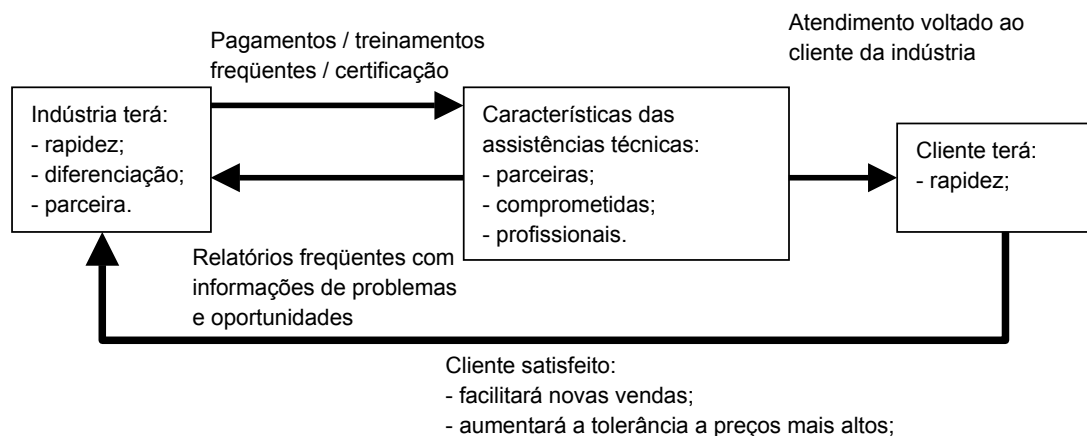 Pagamentos / treinamentos
freqüentes / certificação
Atendimento voltado ao
cliente da indústria
Indústria terá:
- rapidez;
- diferenciação;
- parceira.
Características das
assistências técnicas:
- parceiras;
- comprometidas;
- profissionais.
Cliente terá:
- rapidez;
Relatórios freqüentes com
informações de problemas
e oportunidades
Cliente satisfeito:
- facilitará novas vendas;
- aumentará a tolerância a preços mais altos;